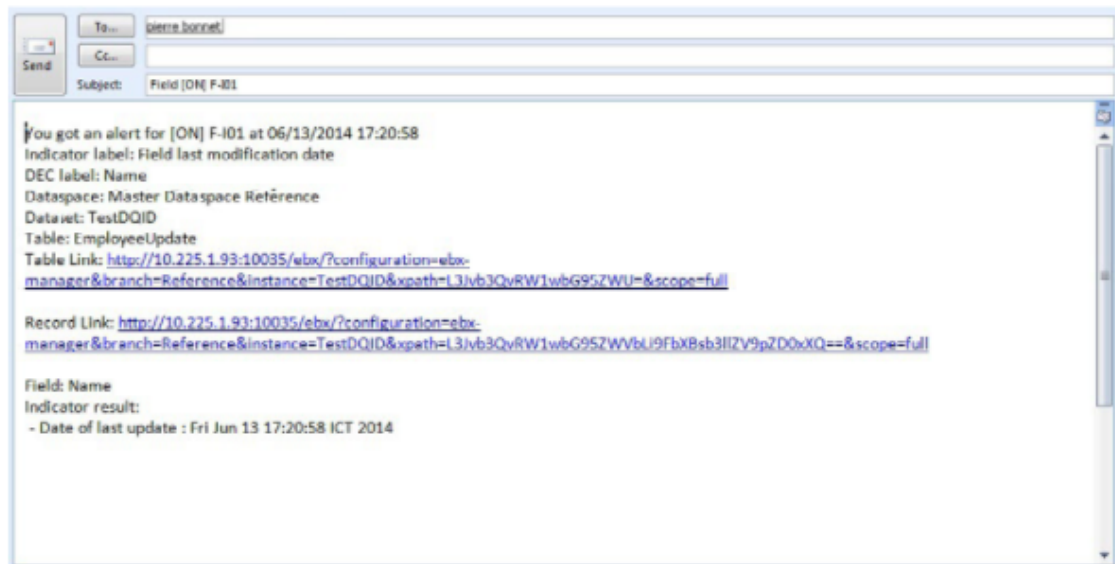 To...
pierre bonnet
Cc...
Send
Subject: Field [ON] F-I01
You got an alert for [ON] F-I01 at 06/13/2014 17:20:58
Indicator label: Field last modification date
DEC label: Name
Dataspace: Master Dataspace Reference
Dataset: TestDQID
Table: EmployeeUpdate
Table Link: http://10.225.1.93:10035/ebx/?configuration=ebx-
manager&branch=Reference&instance=TestDQID&xpath=L3Jvb3QvRW1wbG95ZWU=&scope=full
Record Link: http://10.225.1.93:10035/ebx/?configuration=ebx-
manager&branch=Reference&instance=TestDQID&xpath=L3Jvb3QvRW1wbG95ZWVbLi9FbXBsb3llZV9pZD0xXQ==&scope=full
Field: Name
Indicator result:
- Date of last update : Fri Jun 13 17:20:58 ICT 2014